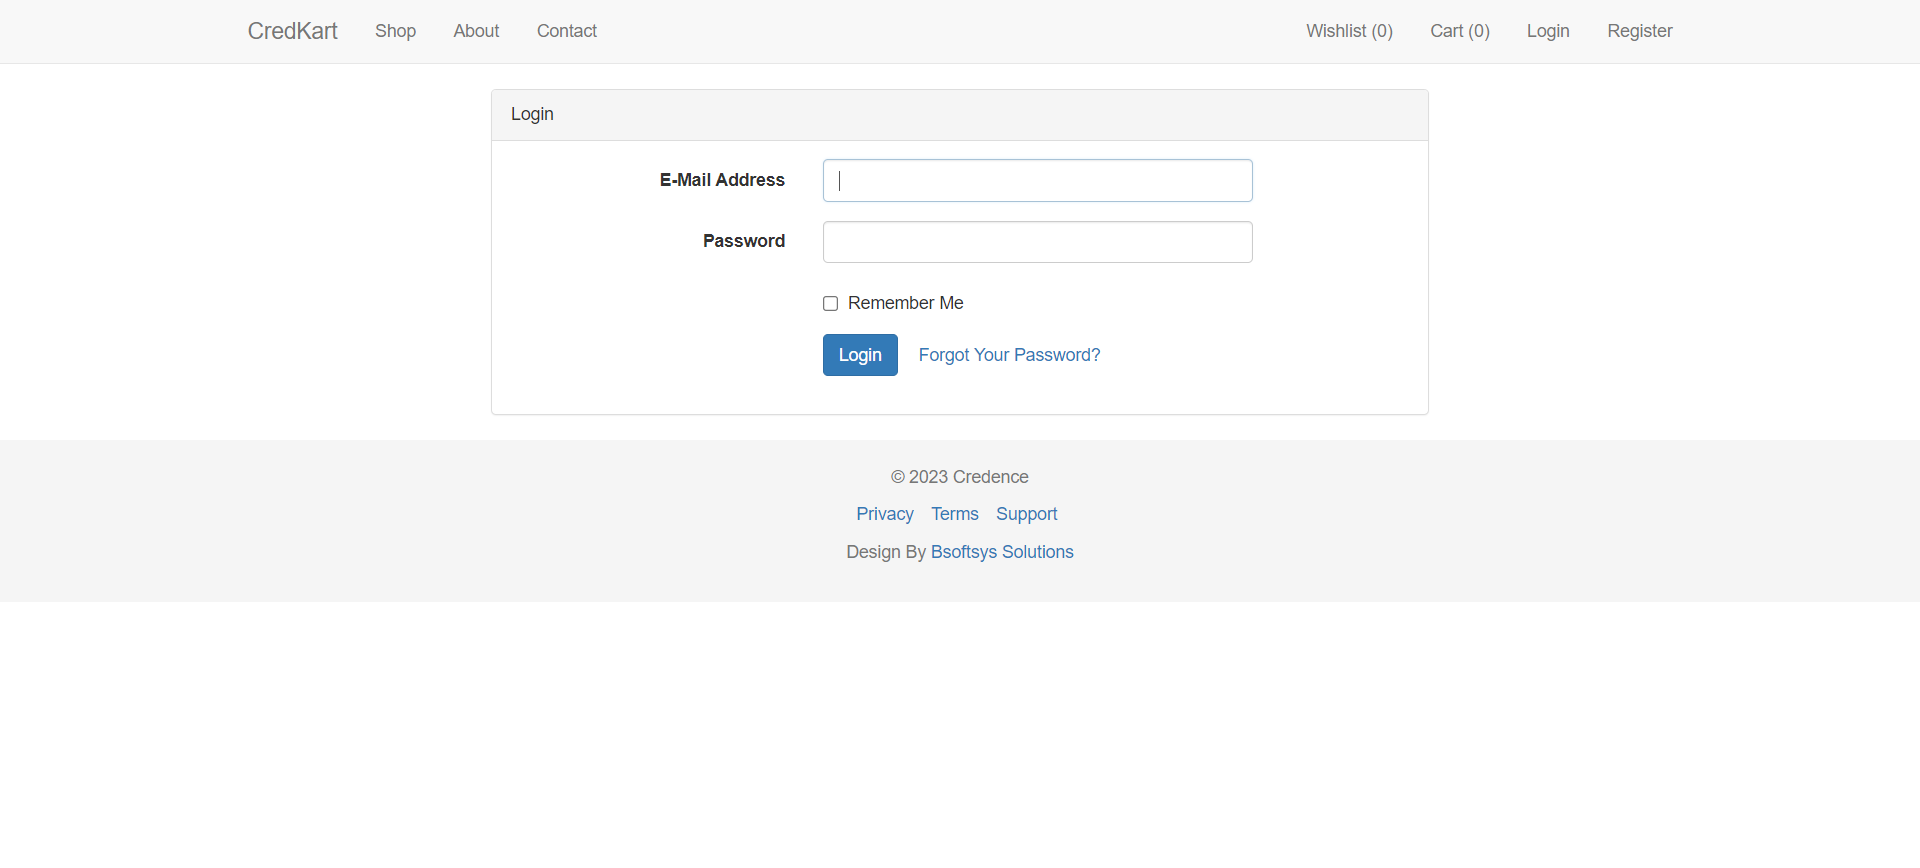 CredKart Shop About Contact Wishlist (0) Cart (0) Login Register
Login
E-Mail Address
Password
Remember Me
Login Forgot Your Password?
© 2023 Credence
Privacy Terms Support
Design By Bsoftsys Solutions